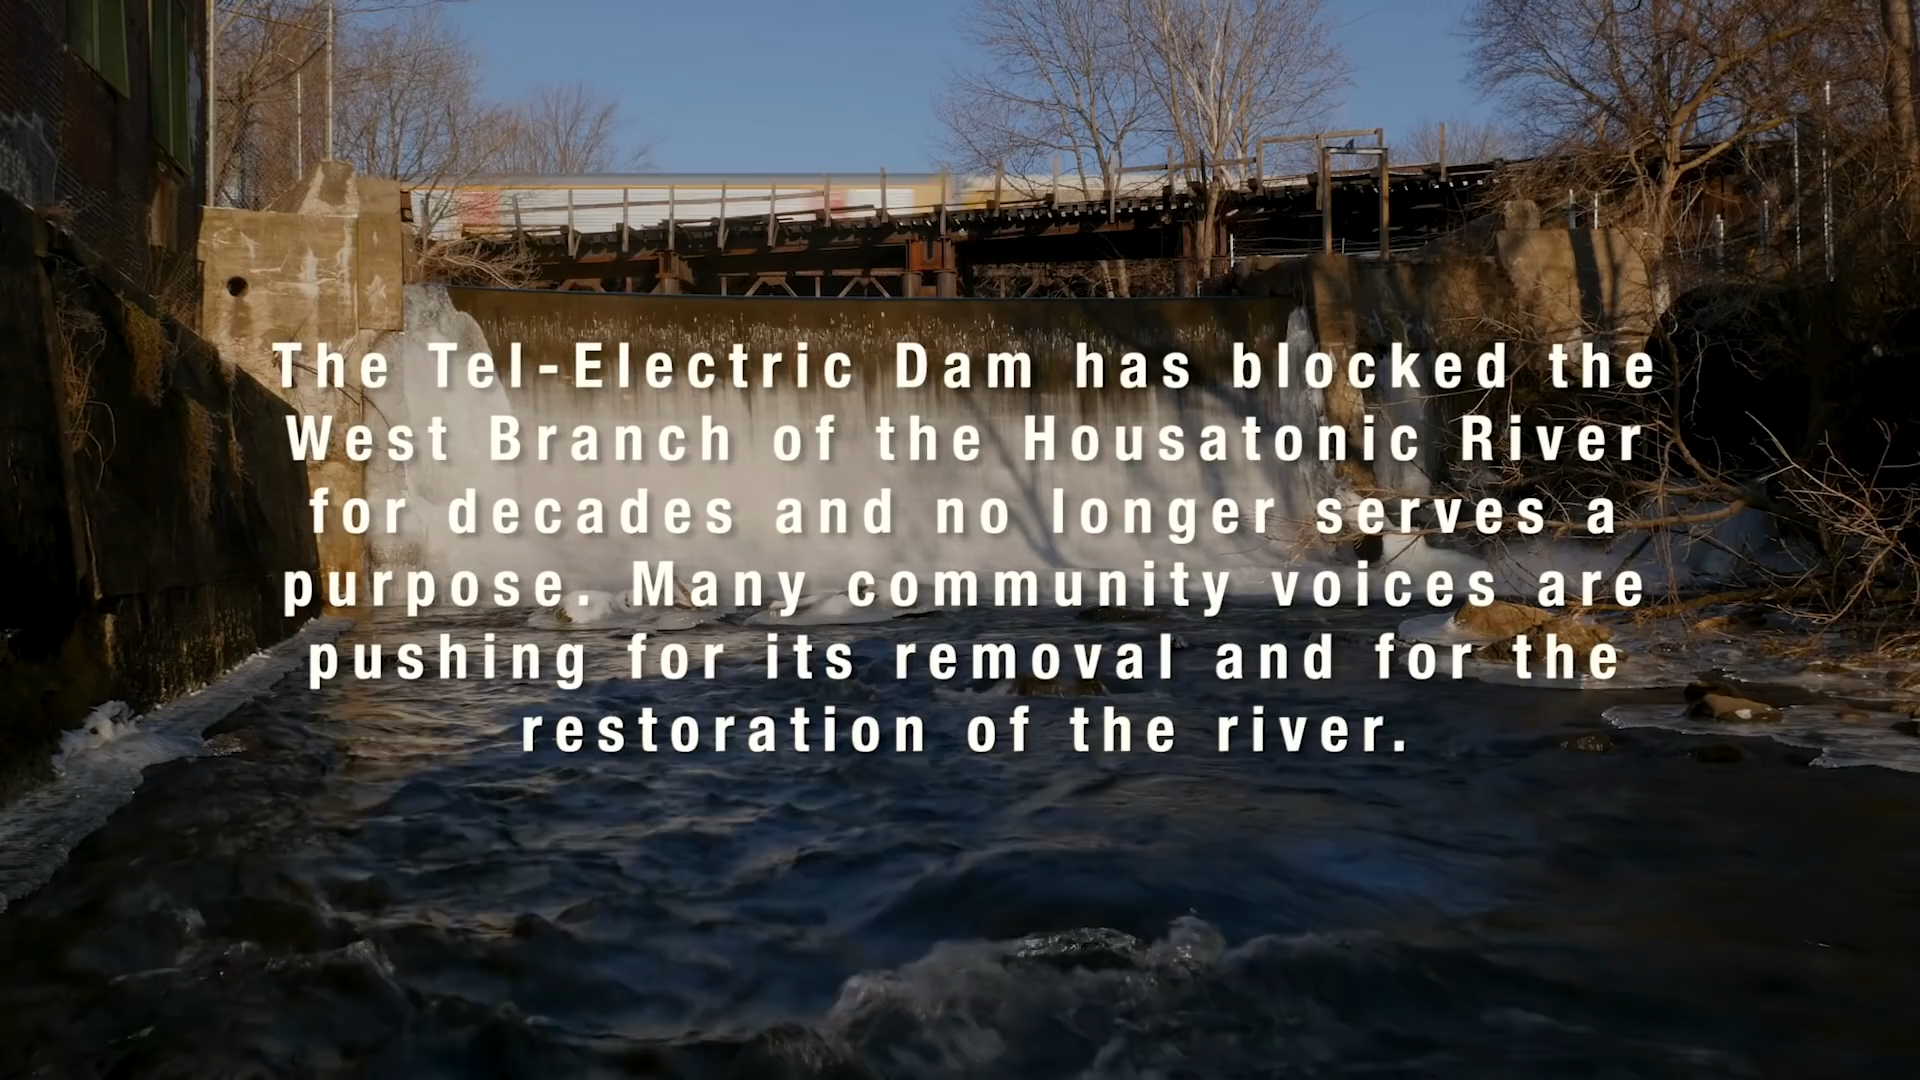 The Tel-Electric Dam has blocked the
West Branch of the Housatonic River
for decades and no longer serves a
purpose. Many community voices are
pushing for its removal and for the
restoration of the river.